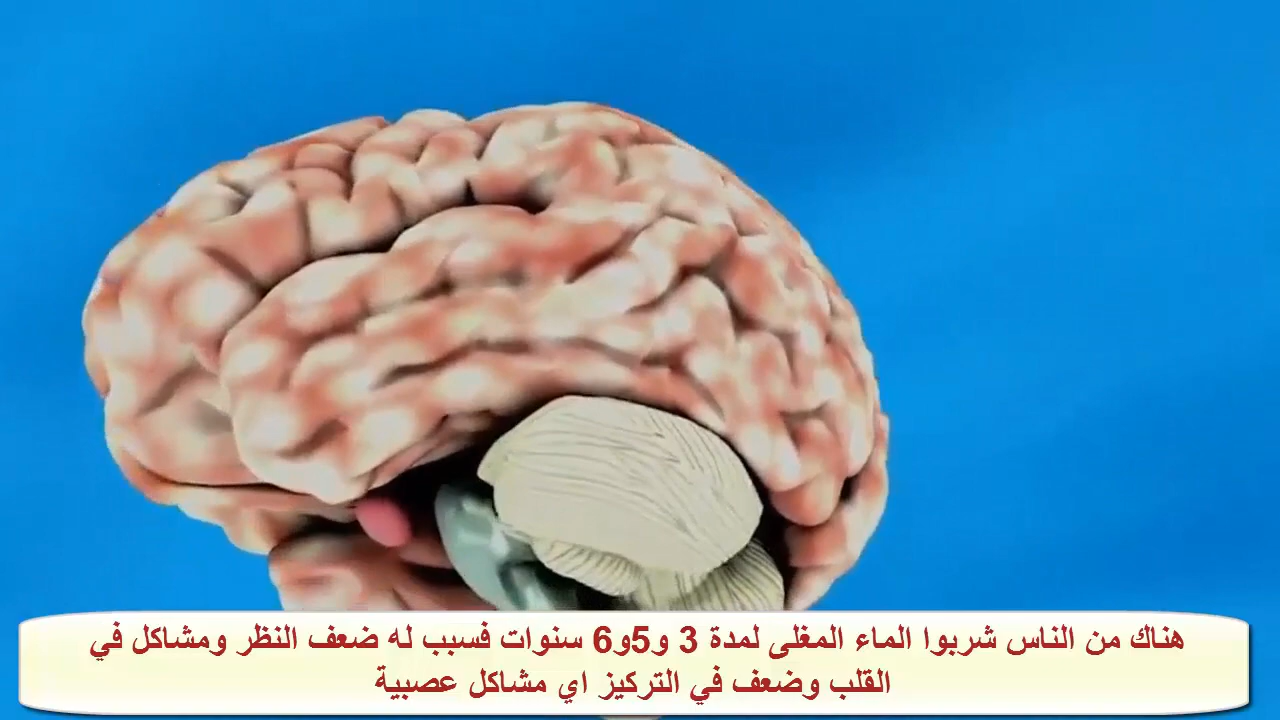 هناك من الناس شربوا الماء المغلى لمدة 3 و5و6 سنوات فسبب له ضعف النظر ومشاكل في
القلب وضعف في التركيز اي مشاكل عصبية